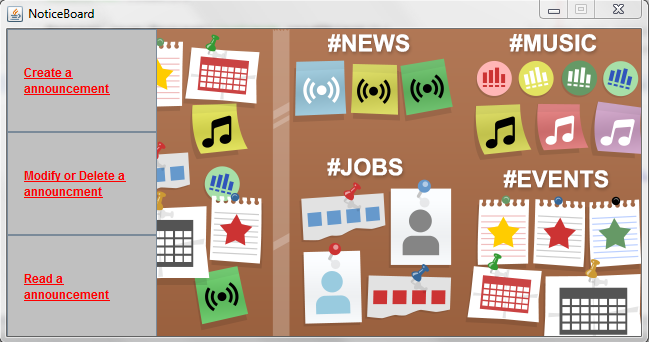 NoticeBoard
Create a
announcement
Modify or Delete a
announcment
Read a
announcement
#NEWS
#MUSIC
#JOBS
#EVENTS